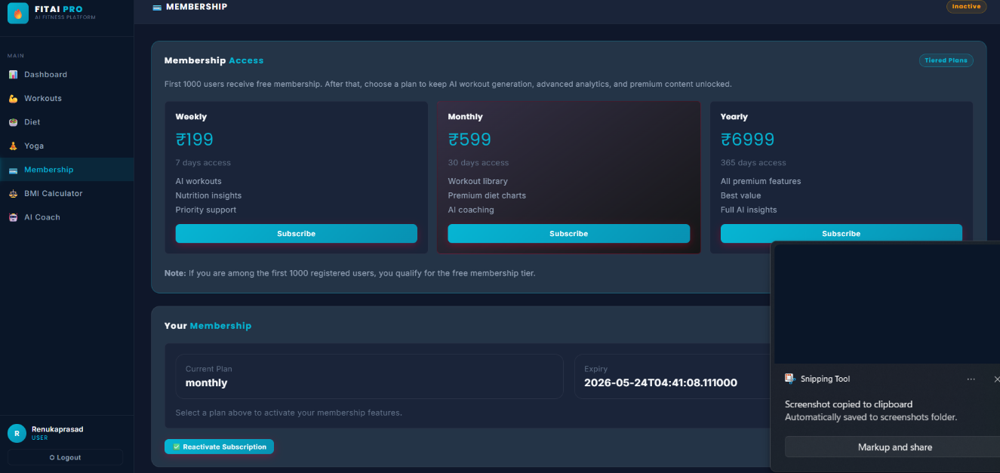 FITAI PRO
AI FITNESS PLATFORM
MAIN
Dashboard
Workouts
Diet
Yoga
Membership
BMI Calculator
AI Coach
R
Renukaprasad
USER
Logout
MEMBERSHIP
Inactive
Membership Access
Tiered Plans
First 1000 users receive free membership. After that, choose a plan to keep AI workout generation, advanced analytics, and premium content unlocked.
Weekly
₹199
7 days access
AI workouts
Nutrition insights
Priority support
Subscribe
Monthly
₹599
30 days access
Workout library
Premium diet charts
AI coaching
Subscribe
Yearly
₹6999
365 days access
All premium features
Best value
Full AI insights
Subscribe
Note: If you are among the first 1000 registered users, you qualify for the free membership tier.
Your Membership
Current Plan
monthly
Expiry
2026-05-24T04:41:08.111000
Select a plan above to activate your membership features.
Reactivate Subscription
Snipping Tool
Screenshot copied to clipboard
Automatically saved to screenshots folder.
Markup and share